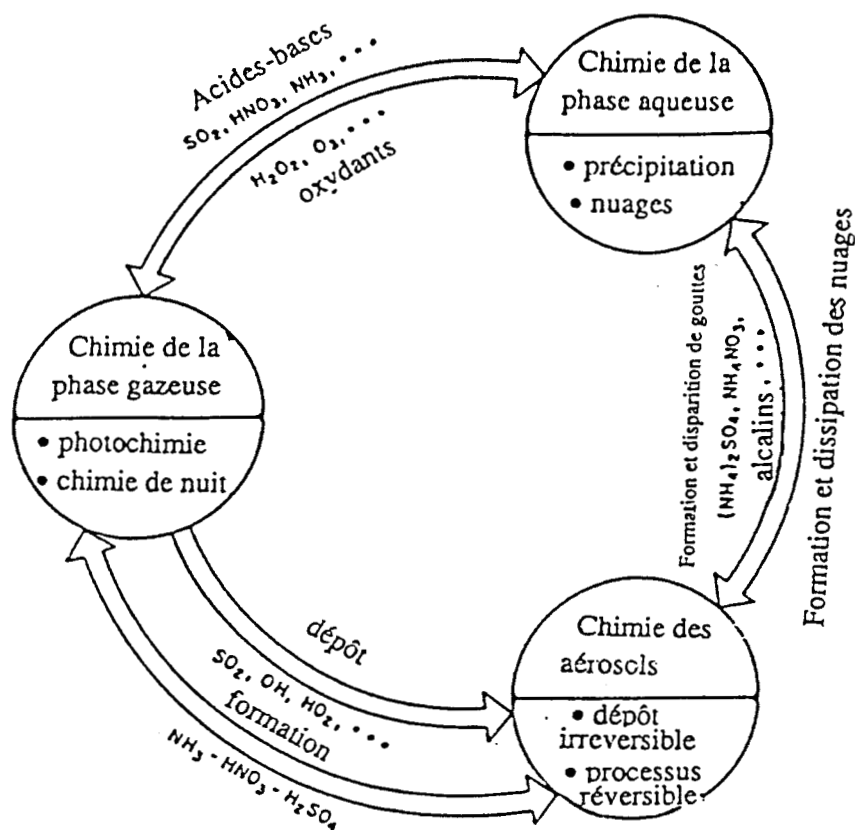 Acides-bases
SO₂, HNO₃, NH₃, • • •
H₂O₂, O₃, • • •
oxydants
Chimie de la
phase aqueuse
• précipitation
• nuages
Chimie de la
phase gazeuse
• photochimie
• chimie de nuit
Formation et disparition de gouttes
(NH₄)₂SO₄, NH₄NO₃,
alcalins, • • •
Formation et dissipation des nuages
dépôt
SO₂, OH, HO₂, • • •
formation
NH₃ - HNO₃ - H₂SO₄
Chimie des
aérosols
• dépôt
irreversible
• processus
réversible